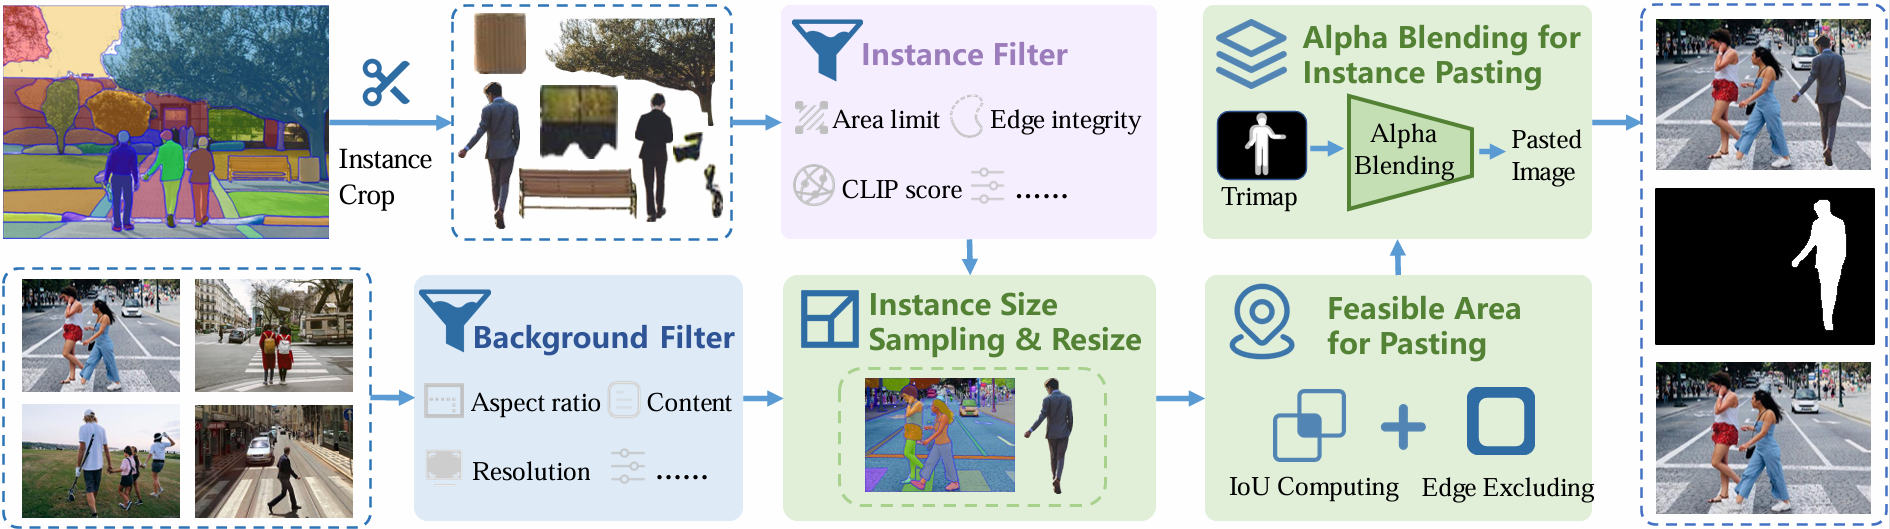 Instance
Crop
Instance Filter
Area limit
Edge integrity
CLIP score
......
Alpha Blending for
Instance Pasting
Trimap
Alpha
Blending
Pasted
Image
Background Filter
Aspect ratio
Content
Resolution
......
Instance Size
Sampling & Resize
Feasible Area
for Pasting
IoU Computing
Edge Excluding